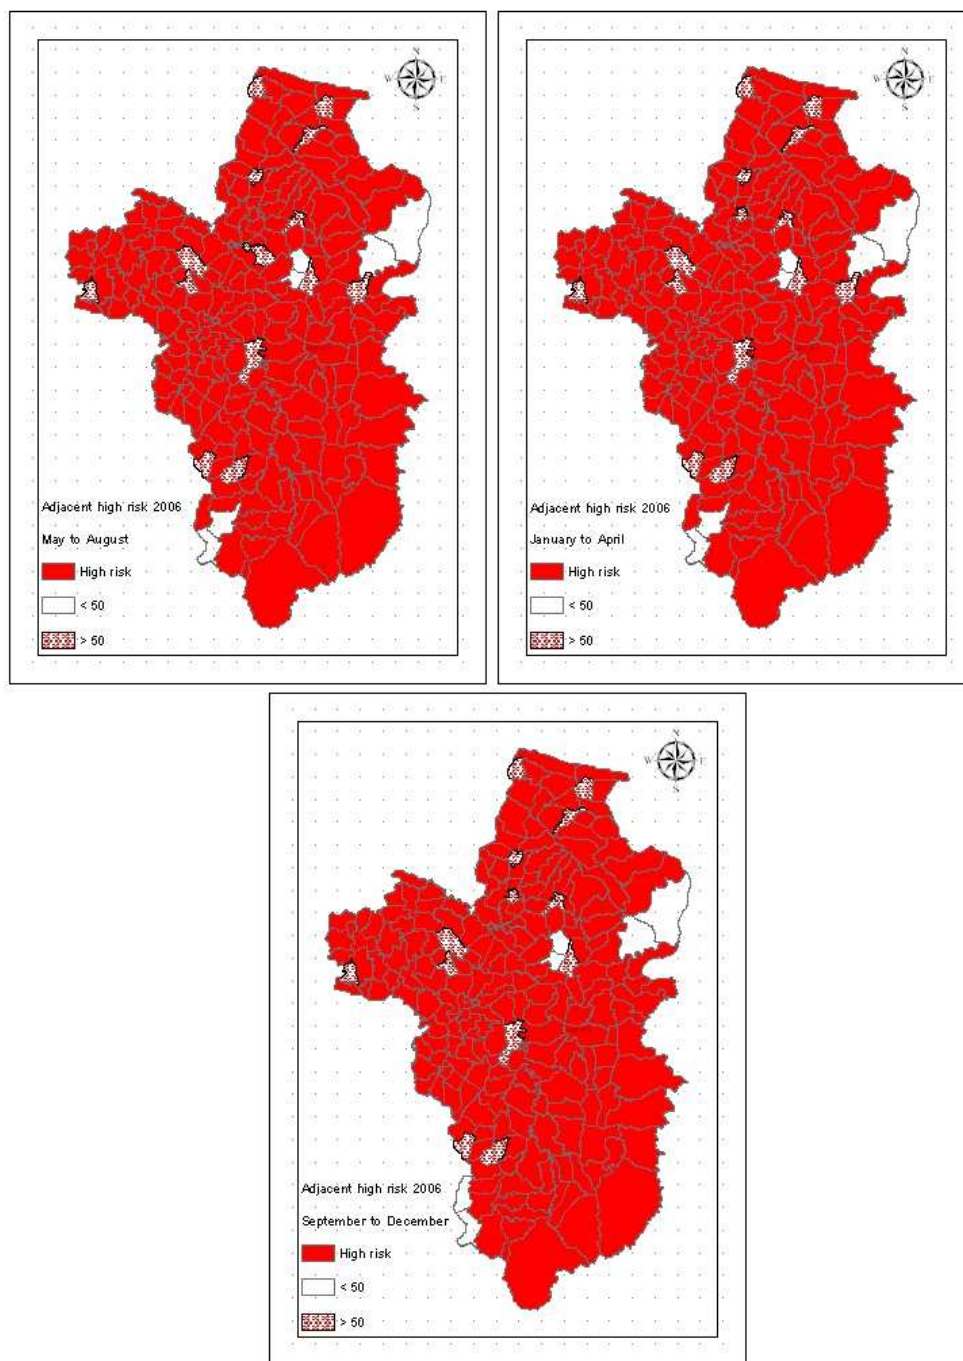 N
W E
S
Adjacent high risk 2006
May to August
High risk
< 50
> 50
N
W E
S
Adjacent high risk 2006
January to April
High risk
< 50
> 50
N
W E
S
Adjacent high risk 2006
September to December
High risk
< 50
> 50